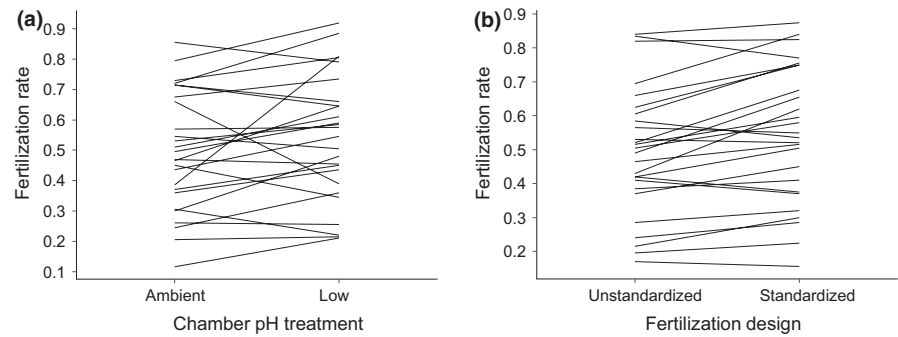 (a)
0.9
0.8
0.7
0.6
0.5
0.4
0.3
0.2
0.1
Fertilization rate
Ambient
Low
Chamber pH treatment
(b)
0.9
0.8
0.7
0.6
0.5
0.4
0.3
0.2
Fertilization rate
Unstandardized
Standardized
Fertilization design